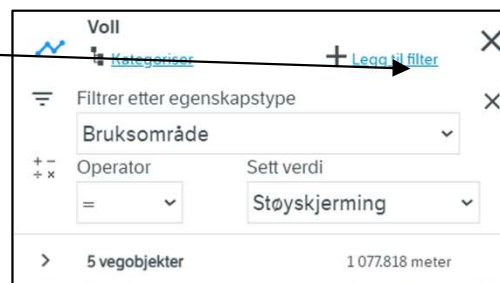 Voll
Kategoriser + Legg til filter
Filtrer etter egenskapstype
Bruksområde
Operator Sett verdi
= Støyskjerming
5 vegobjekter 1 077.818 meter